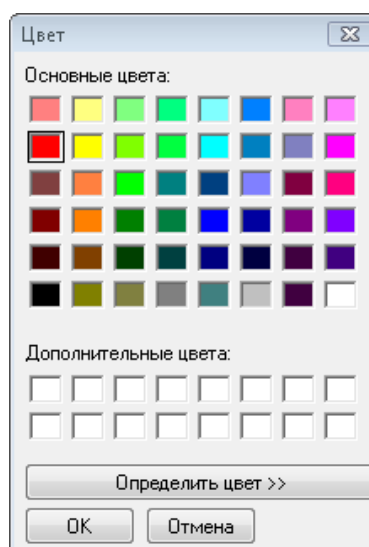 Цвет
Основные цвета:
Дополнительные цвета:
Определить цвет >>
OK
Отмена